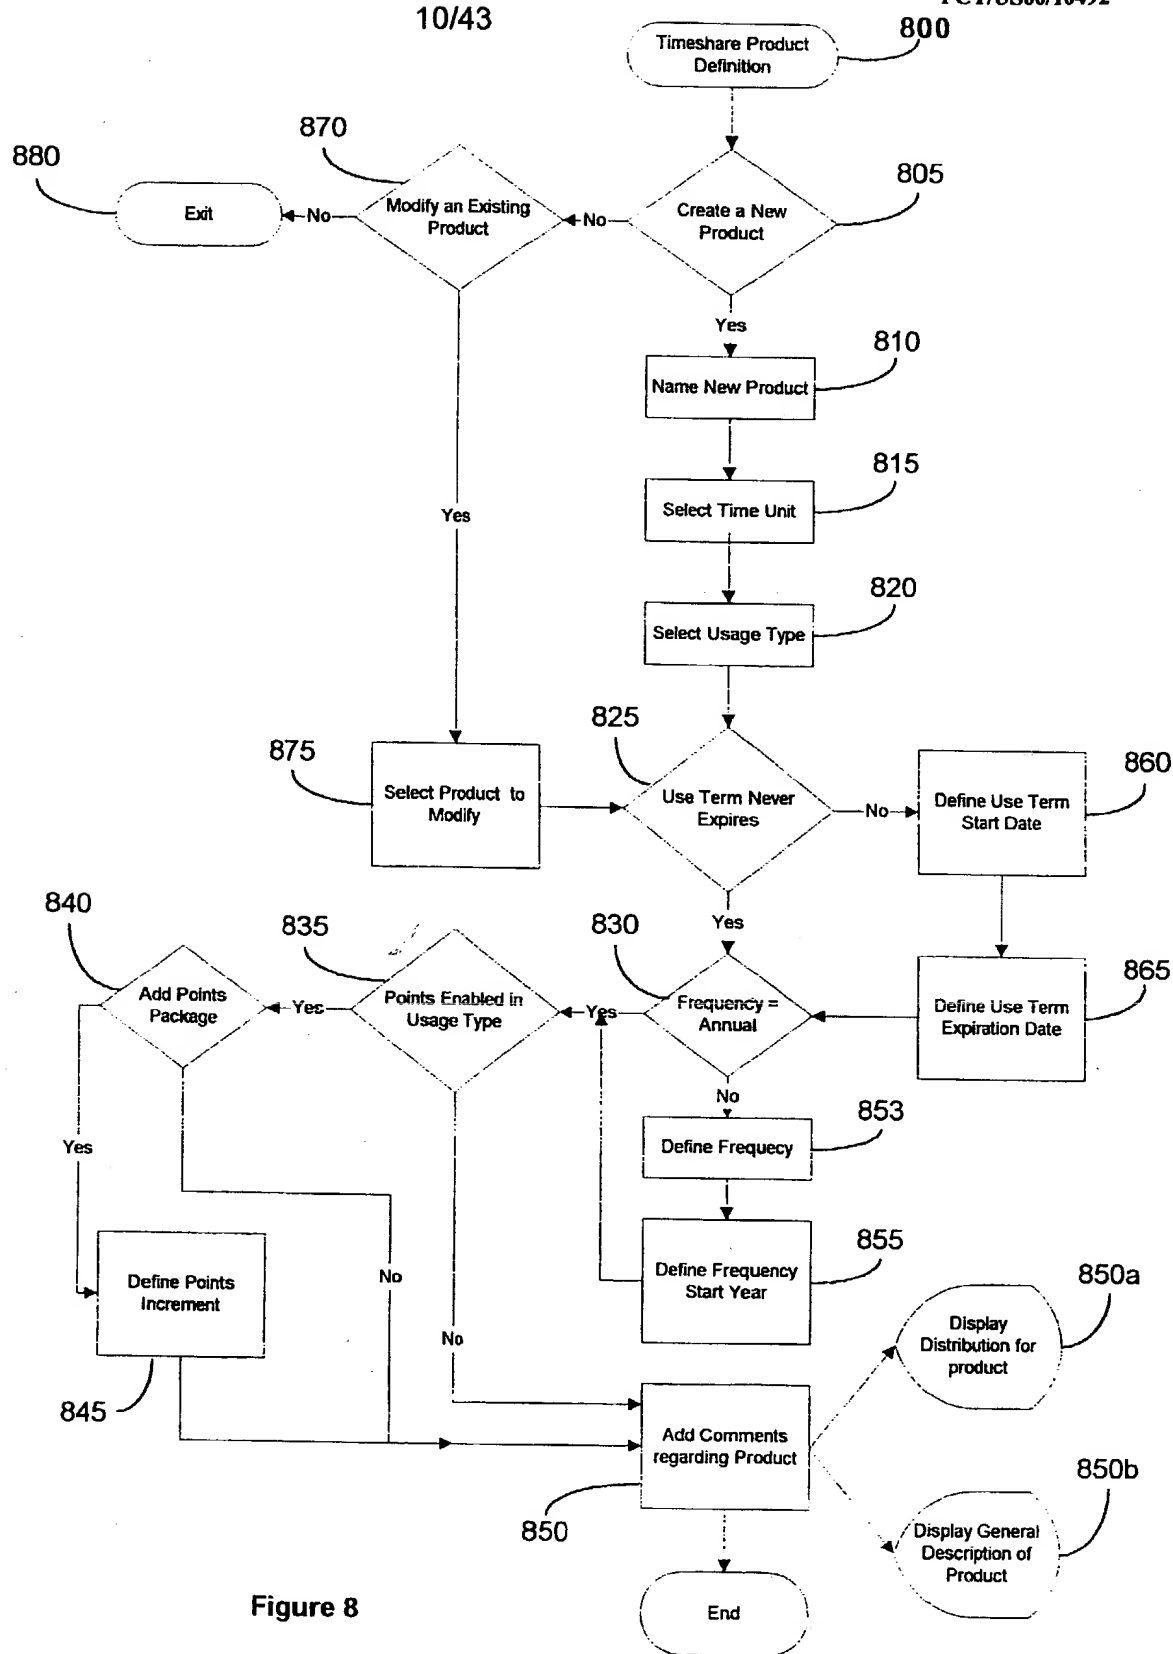 10/43
800
Timeshare Product
Definition
870
880
805
Exit
No
Modify an Existing
Product
No
Create a New
Product
Yes
810
Name New Product
815
Select Time Unit
Yes
820
Select Usage Type
825
875
860
Select Product to
Modify
Use Term Never
Expires
No
Define Use Term
Start Date
Yes
840
835
830
865
Add Points
Package
Yes
Points Enabled in
Usage Type
Yes
Frequency =
Annual
Define Use Term
Expiration Date
No
853
Yes
Define Frequecy
855
Define Points
Increment
No
Define Frequency
Start Year
850a
No
Display
Distribution for
product
845
Add Comments
regarding Product
850b
850
Display General
Description of
Product
Figure 8
End